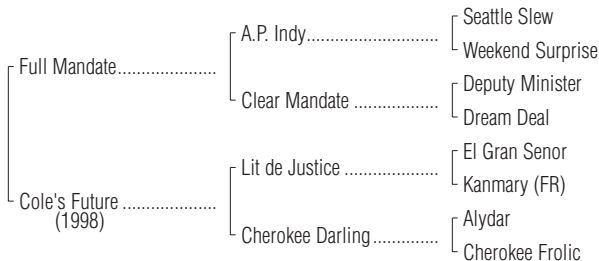 Seattle Slew
A.P. Indy..............................
Weekend Surprise
Full Mandate.....................
Deputy Minister
Clear Mandate ...................
Dream Deal
El Gran Senor
Lit de Justice .....................
Kanmary (FR)
Cole's Future ....................
(1998)
Alydar
Cherokee Darling...............
Cherokee Frolic